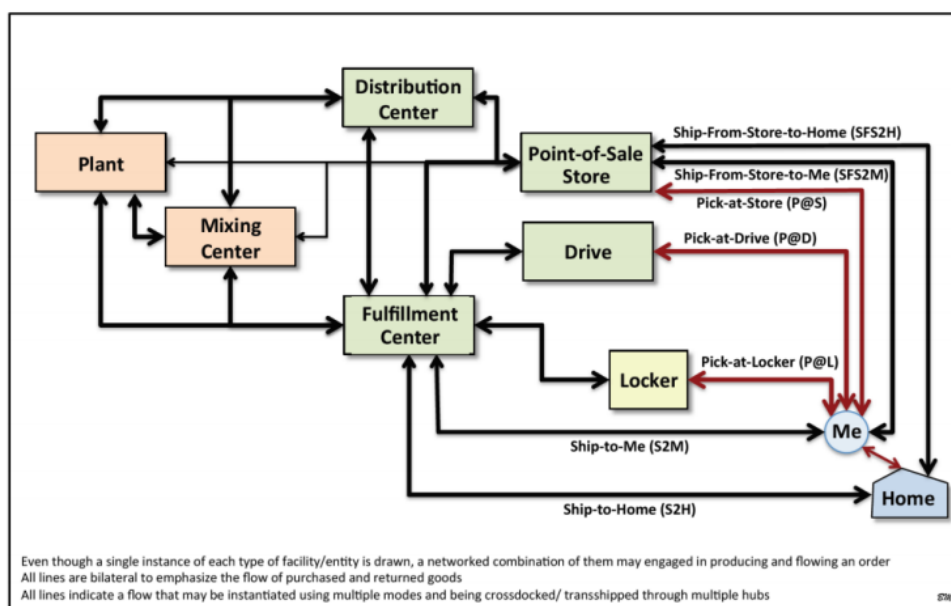 Distribution
Center
Plant
Mixing
Center
Point-of-Sale
Store
Ship-From-Store-to-Home (SFS2H)
Ship-From-Store-to-Me (SFS2M)
Pick-at-Store (P@S)
Drive
Pick-at-Drive (P@D)
Fulfillment
Center
Locker
Pick-at-Locker (P@L)
Me
Ship-to-Me (S2M)
Home
Ship-to-Home (S2H)
Even though a single instance of each type of facility/entity is drawn, a networked combination of them may engaged in producing and flowing an order
All lines are bilateral to emphasize the flow of purchased and returned goods
All lines indicate a flow that may be instantiated using multiple modes and being crossdocked/ transshipped through multiple hubs